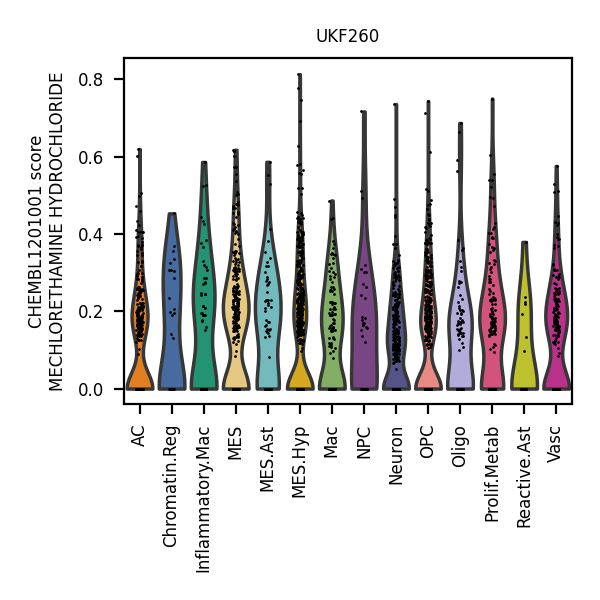 UKF260
CHEMBL1201001 score
MECHLORETHAMINE HYDROCHLORIDE
0.8
0.6
0.4
0.2
0.0
AC
Chromatin.Reg
Inflammatory.Mac
MES
MES.Ast
MES.Hyp
Mac
NPC
Neuron
OPC
Oligo
Prolif.Metab
Reactive.Ast
Vasc